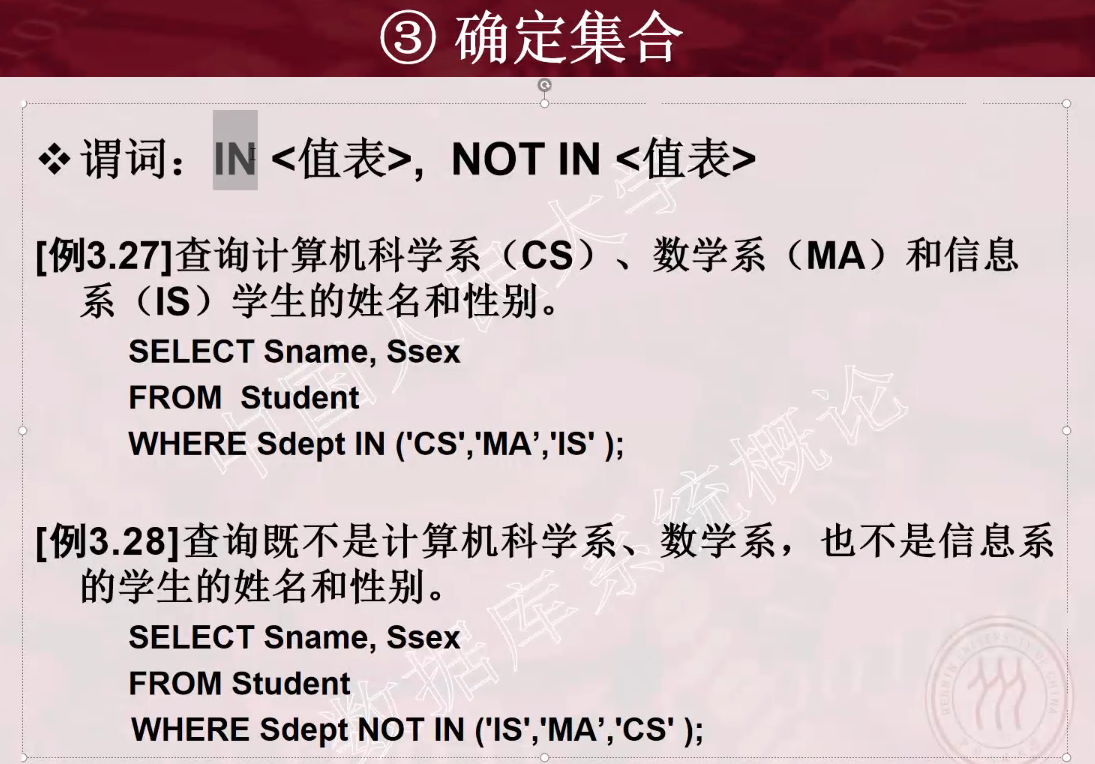 ③ 确定集合
❖谓词：IN <值表>，NOT IN <值表>
[例3.27]查询计算机科学系（CS）、数学系（MA）和信息
系（IS）学生的姓名和性别。
SELECT Sname, Ssex
FROM  Student
WHERE Sdept IN ('CS','MA’,'IS' );
[例3.28]查询既不是计算机科学系、数学系，也不是信息系
的学生的姓名和性别。
SELECT Sname, Ssex
FROM Student
WHERE Sdept NOT IN ('IS','MA’,'CS' );
中国人民大学
数据库系统概论